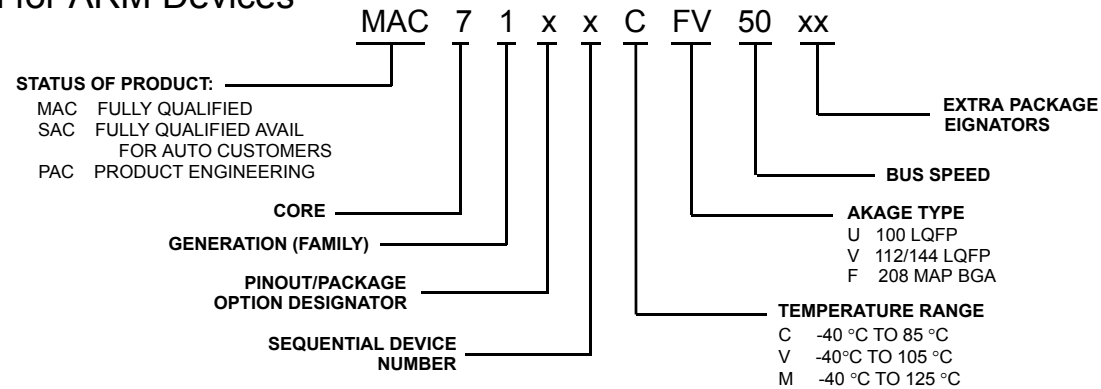 for ARM Devices
MAC 7 1 x x C FV 50 xx
STATUS OF PRODUCT:
MAC FULLY QUALIFIED
SAC FULLY QUALIFIED AVAIL
FOR AUTO CUSTOMERS
PAC PRODUCT ENGINEERING
CORE
GENERATION (FAMILY)
PINOUT/PACKAGE
OPTION DESIGNATOR
SEQUENTIAL DEVICE
NUMBER
EXTRA PACKAGE
EIGNATORS
BUS SPEED
AKAGE TYPE
U 100 LQFP
V 112/144 LQFP
F 208 MAP BGA
TEMPERATURE RANGE
C -40 °C TO 85 °C
V -40°C TO 105 °C
M -40 °C TO 125 °C